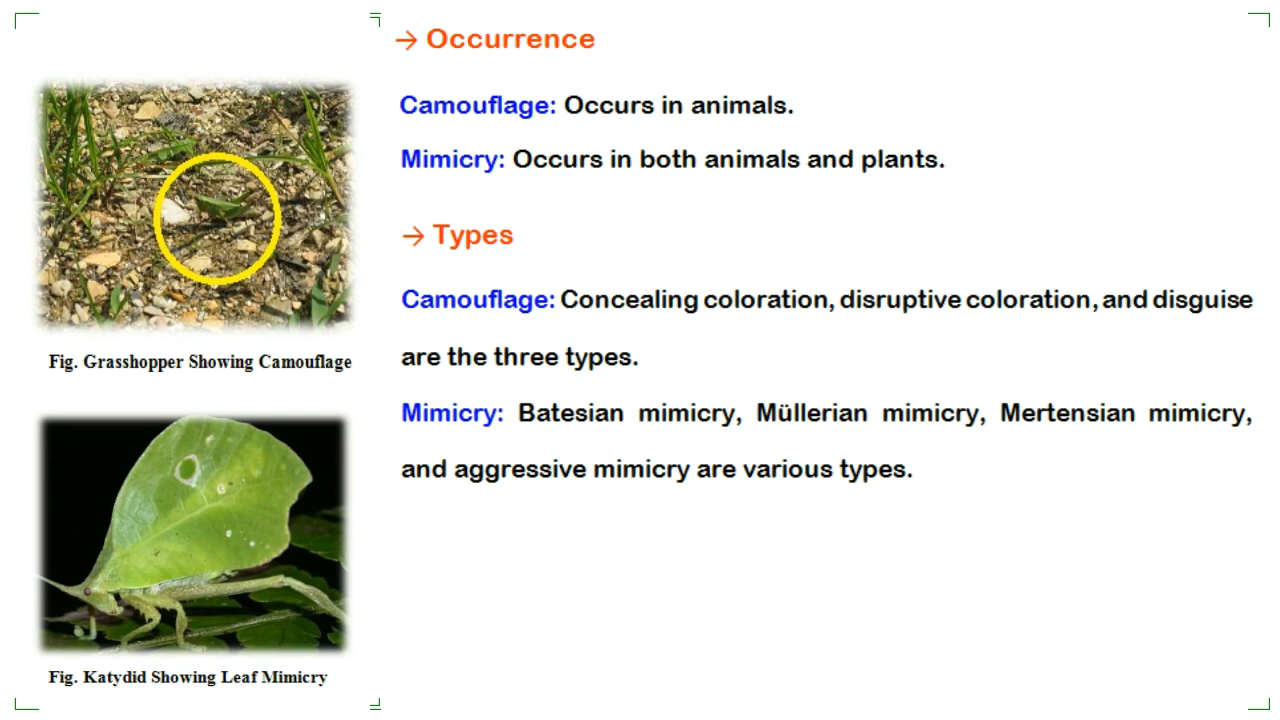 → Occurrence
Camouflage: Occurs in animals.
Mimicry: Occurs in both animals and plants.
→ Types
Camouflage: Concealing coloration, disruptive coloration, and disguise
are the three types.
Mimicry: Batesian mimicry, Müllerian mimicry, Mertensian mimicry,
and aggressive mimicry are various types.
Fig. Grasshopper Showing Camouflage
Fig. Katydid Showing Leaf Mimicry